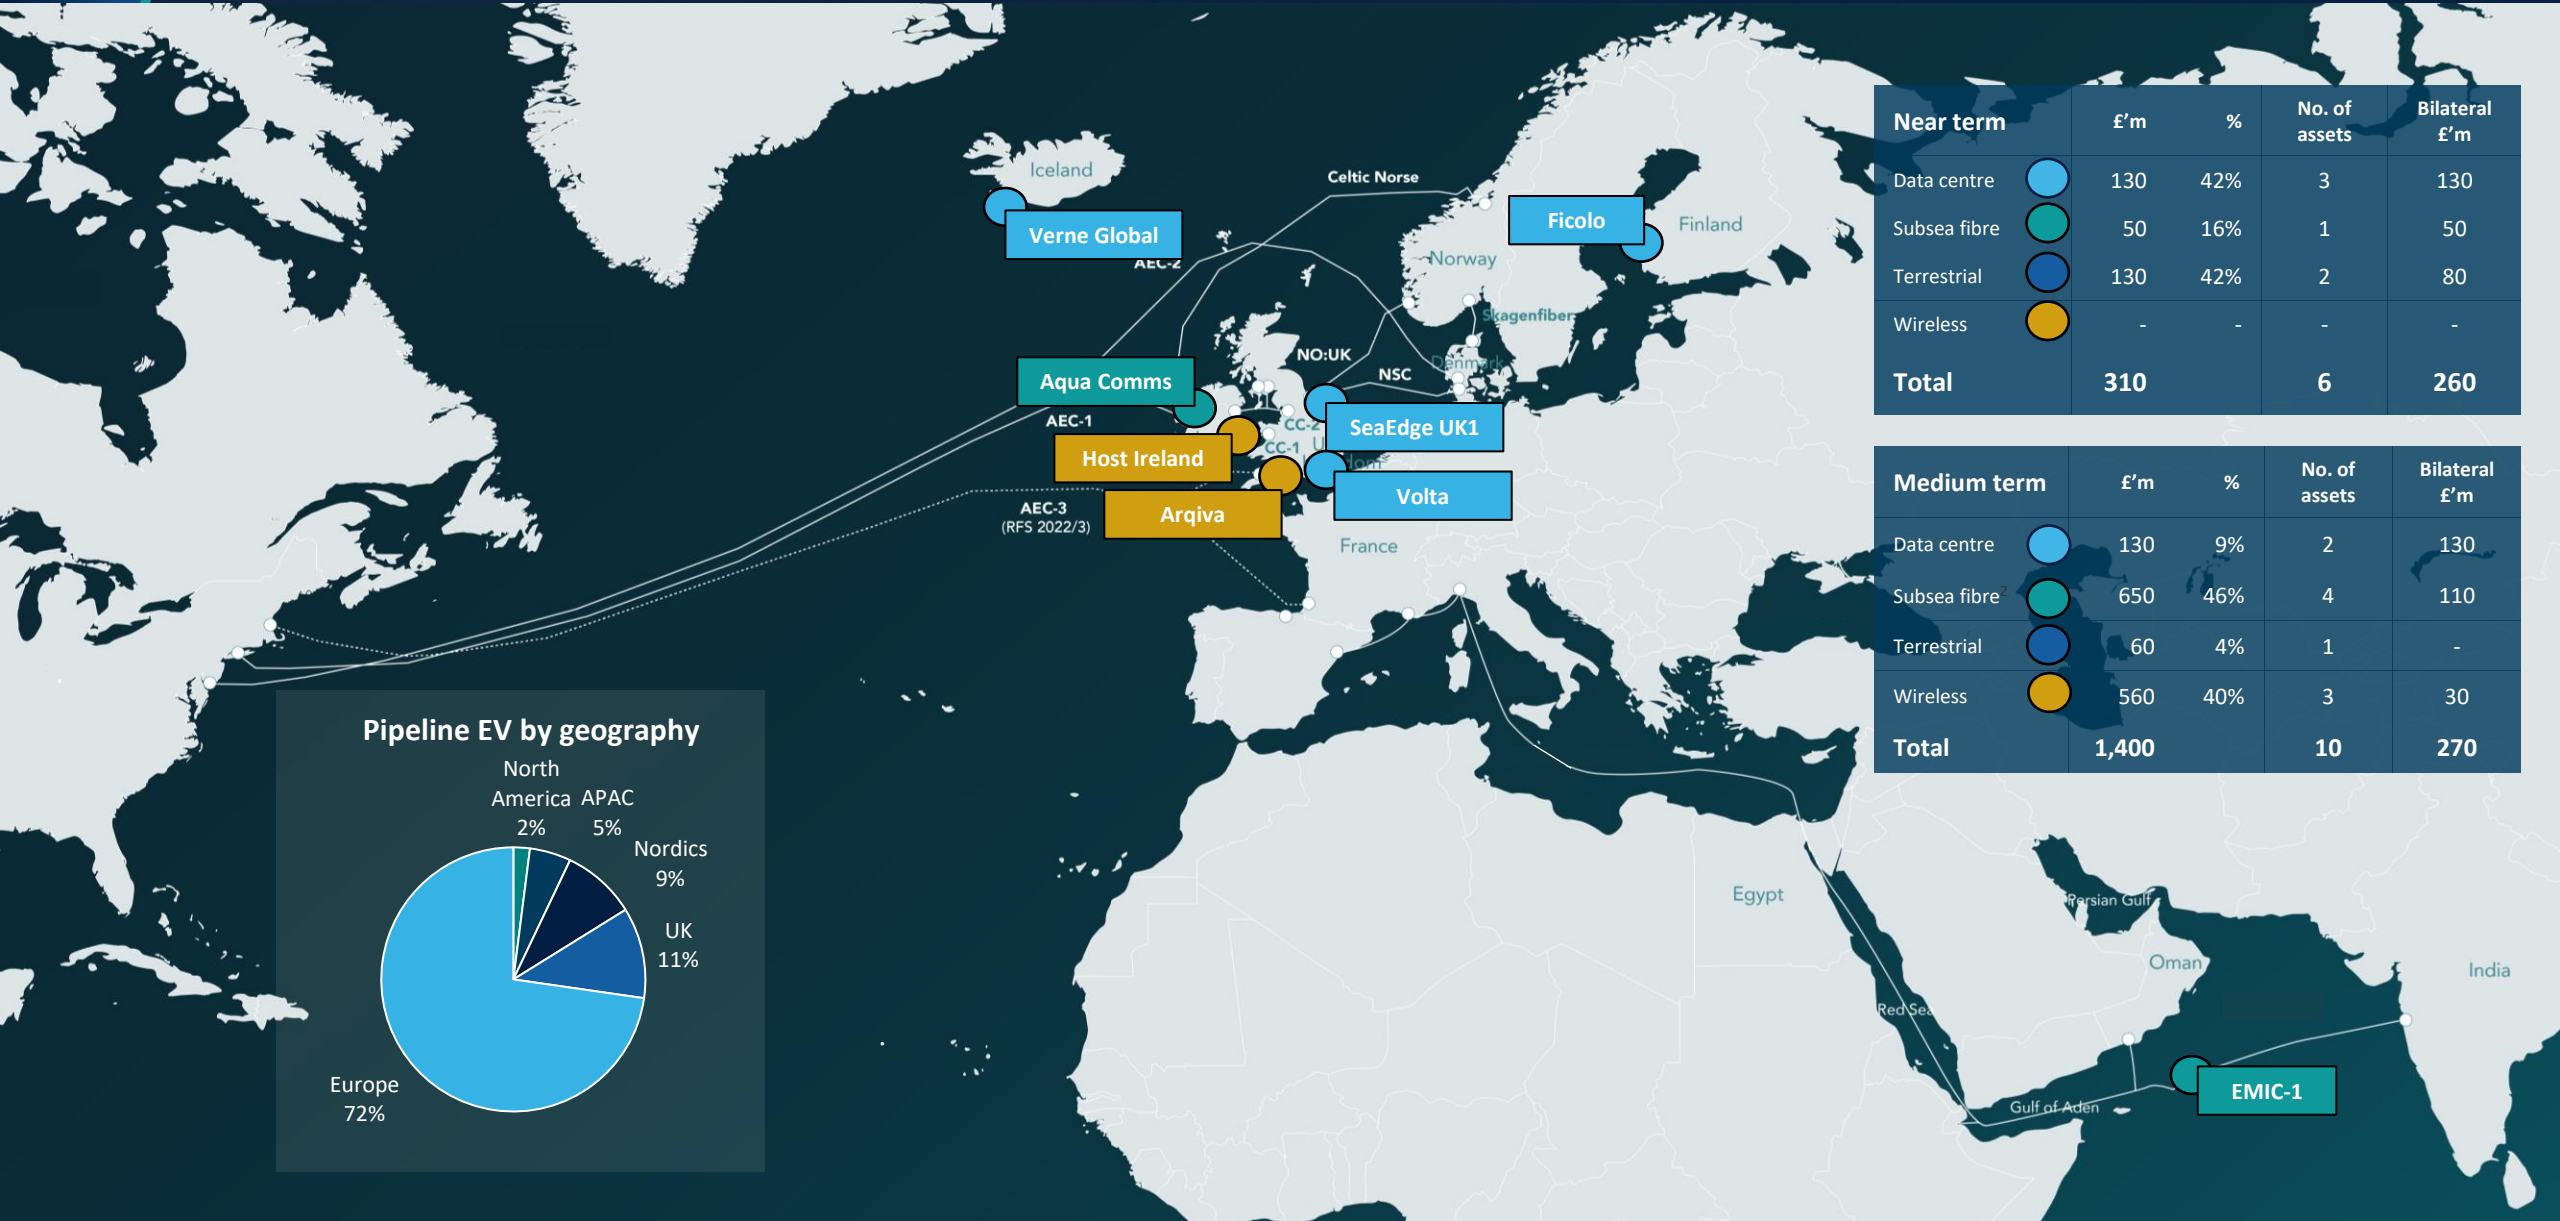 Iceland
Verne Global
AEC-2
Celtic Norse
Ficolo
Finland
Norway
Skagenfiber
NO:UK
Denmark
NSC
Aqua Comms
AEC-1
CC-2
SeaEdge UK1
Host Ireland
CC-1
Volta
AEC-3
(RFS 2022/3)
Arqiva
France
Near term £'m % No. of assets Bilateral £'m
Data centre 130 42% 3 130
Subsea fibre 50 16% 1 50
Terrestrial 130 42% 2 80
Wireless - - - -
Total 310 6 260
Medium term £'m % No. of assets Bilateral £'m
Data centre 130 9% 2 130
Subsea fibre2 650 46% 4 110
Terrestrial 60 4% 1 -
Wireless 560 40% 3 30
Total 1,400 10 270
Pipeline EV by geography
North
America
2%
APAC
5%
Nordics
9%
UK
11%
Europe
72%
Egypt
Persian Gulf
Oman
India
Red Sea
Gulf of Aden
EMIC-1